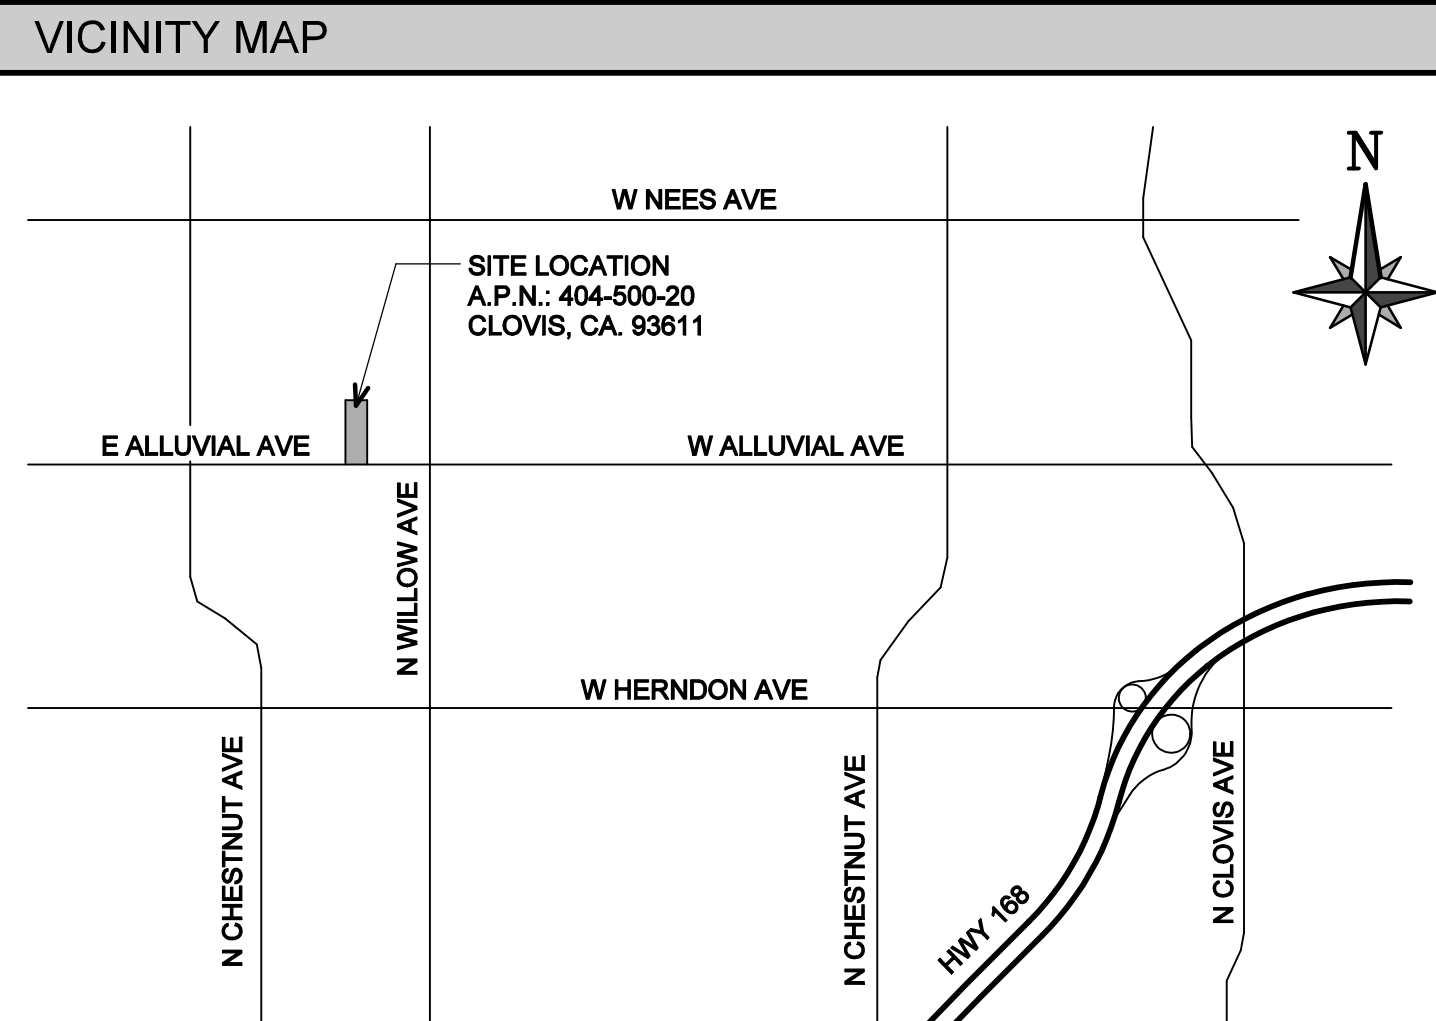 VICINITY MAP
N
W NEES AVE
SITE LOCATION
A.P.N.: 404-500-20
CLOVIS, CA. 93611
E ALLUVIAL AVE
W ALLUVIAL AVE
N WILLOW AVE
W HERNDON AVE
N CHESTNUT AVE
N CHESTNUT AVE
N CLOVIS AVE
HWY 168